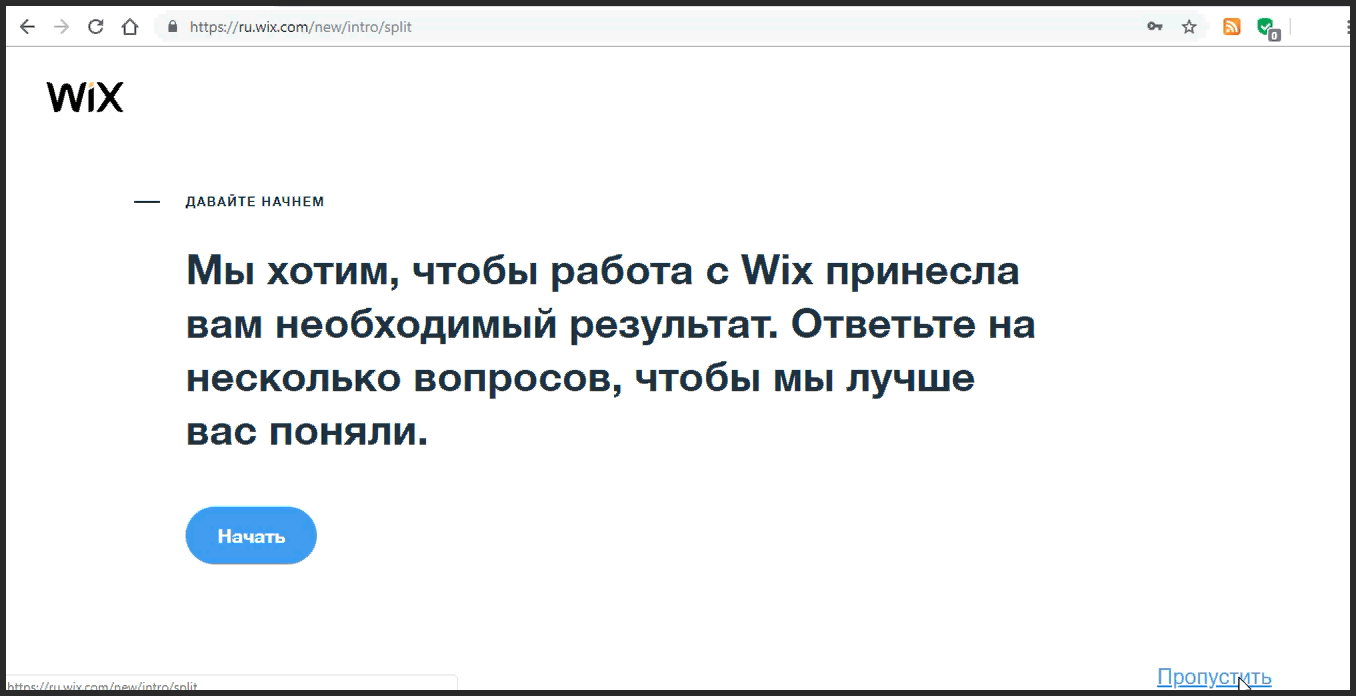 https://ru.wix.com/new/intro/split
0
WiX
ДАВАЙТЕ НАЧНЕМ
Мы хотим, чтобы работа с Wix принесла
вам необходимый результат. Ответьте на
несколько вопросов, чтобы мы лучше
вас поняли.
Начать
Пропустить
https://ru.wix.com/new/intro/split